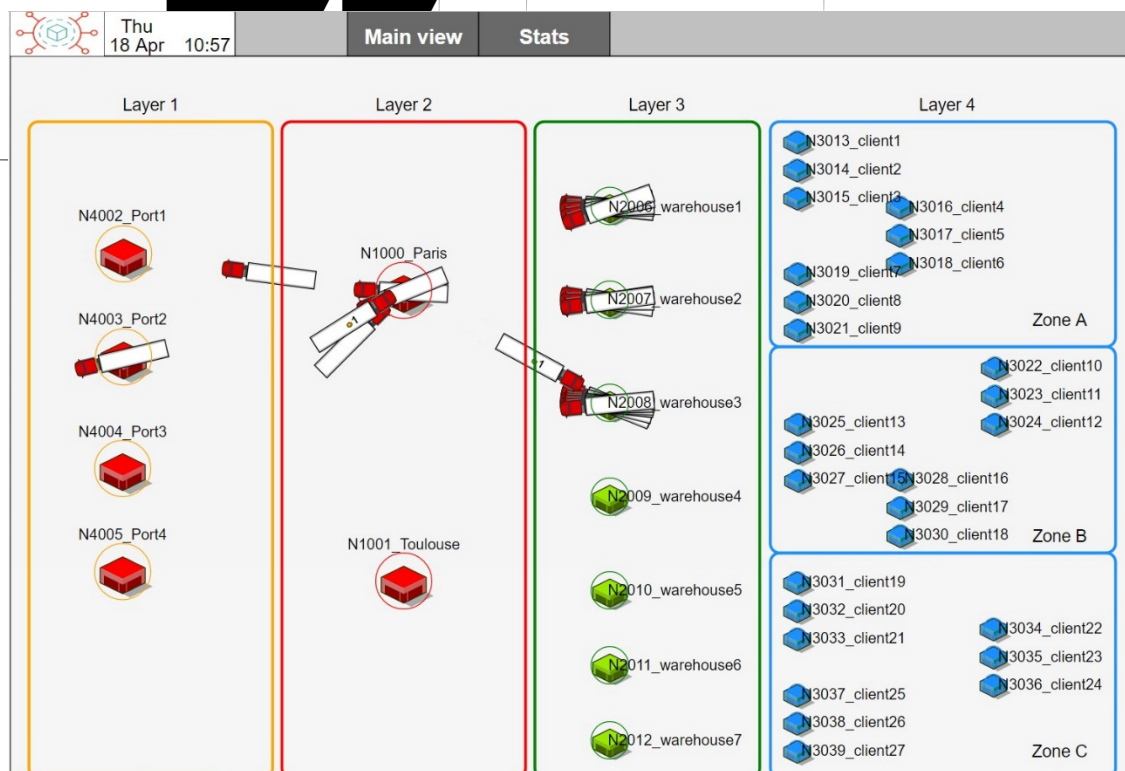 Thu
18 Apr 10:57
Main view
Stats
Layer 1
Layer 2
Layer 3
Layer 4
N4002_Port1
N4003_Port2
N4004_Port3
N4005_Port4
N1000_Paris
1
N1001_Toulouse
1
N2006_warehouse1
N2007_warehouse2
N2008_warehouse3
N2009_warehouse4
N2010_warehouse5
N2011_warehouse6
N2012_warehouse7
N3013_client1
N3014_client2
N3015_client3
N3016_client4
N3017_client5
N3018_client6
N3019_client7
N3020_client8
N3021_client9
Zone A
N3022_client10
N3023_client11
N3024_client12
N3025_client13
N3026_client14
N3027_client15
N3028_client16
N3029_client17
N3030_client18
Zone B
N3031_client19
N3032_client20
N3033_client21
N3034_client22
N3035_client23
N3036_client24
N3037_client25
N3038_client26
N3039_client27
Zone C